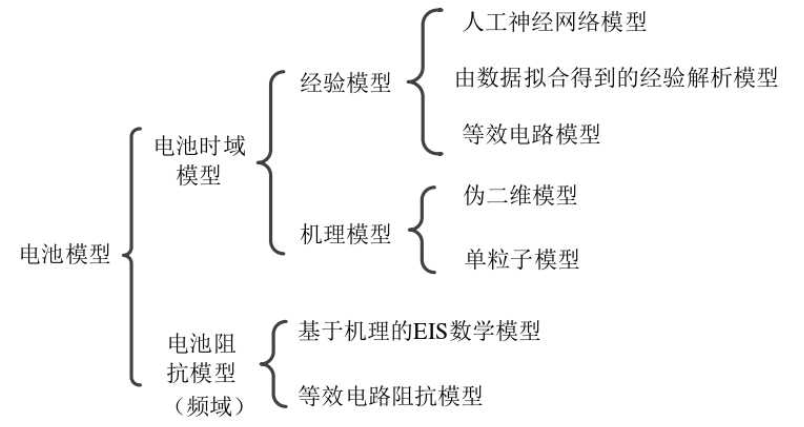 电池模型
电池时域
模型
经验模型
人工神经网络模型
由数据拟合得到的经验解析模型
等效电路模型
机理模型
伪二维模型
单粒子模型
电池阻
抗模型
（频域）
基于机理的EIS数学模型
等效电路阻抗模型